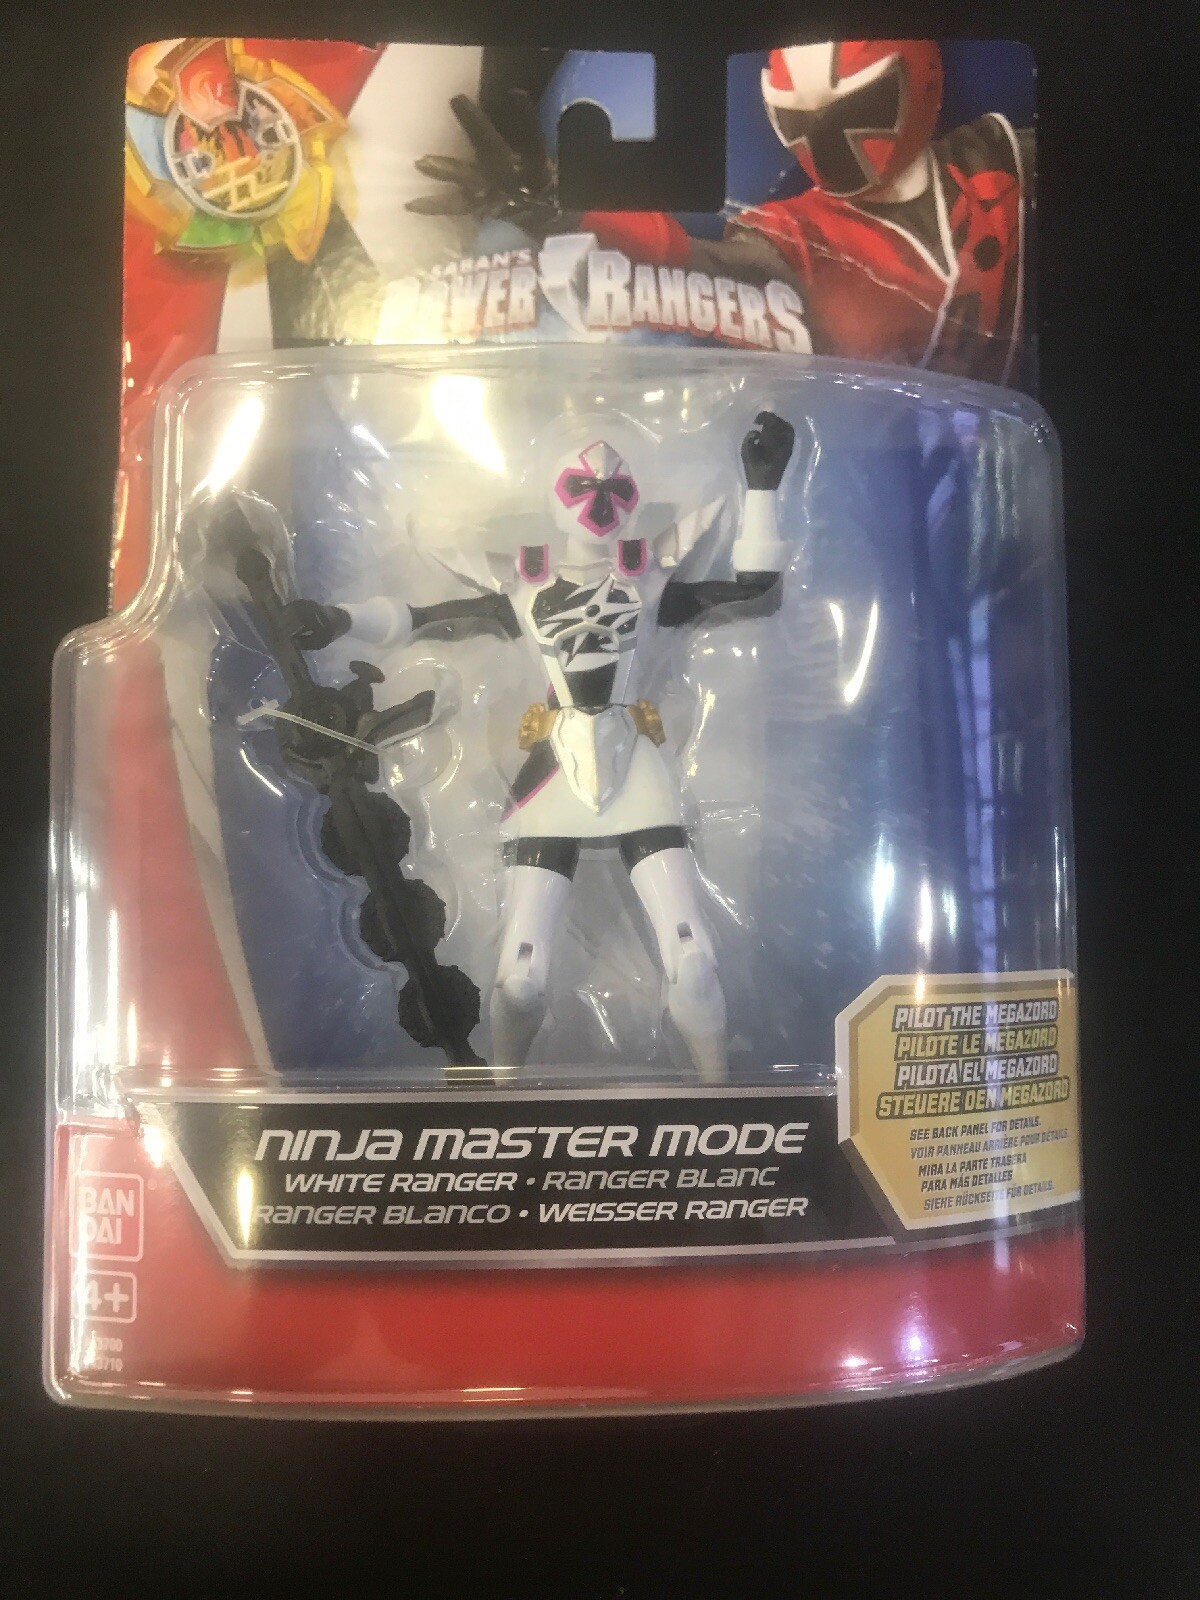 SABAN'S
POWER RANGERS
PILOT THE MEGAZORD
PILOTE LE MEGAZORD
PILOTA EL MEGAZORD
STEUERE DEN MEGAZORD
SEE BACK PANEL FOR DETAILS.
VOIR PANNEAU ARRIÈRE POUR DÉTAILS.
MIRA LA PARTE TRASERA
PARA MÁS DETALLES
SIEHE RÜCKSEITE FÜR DETAILS.
NINJA MASTER MODE
WHITE RANGER • RANGER BLANC
RANGER BLANCO • WEISSER RANGER
BAN
DAI
4+